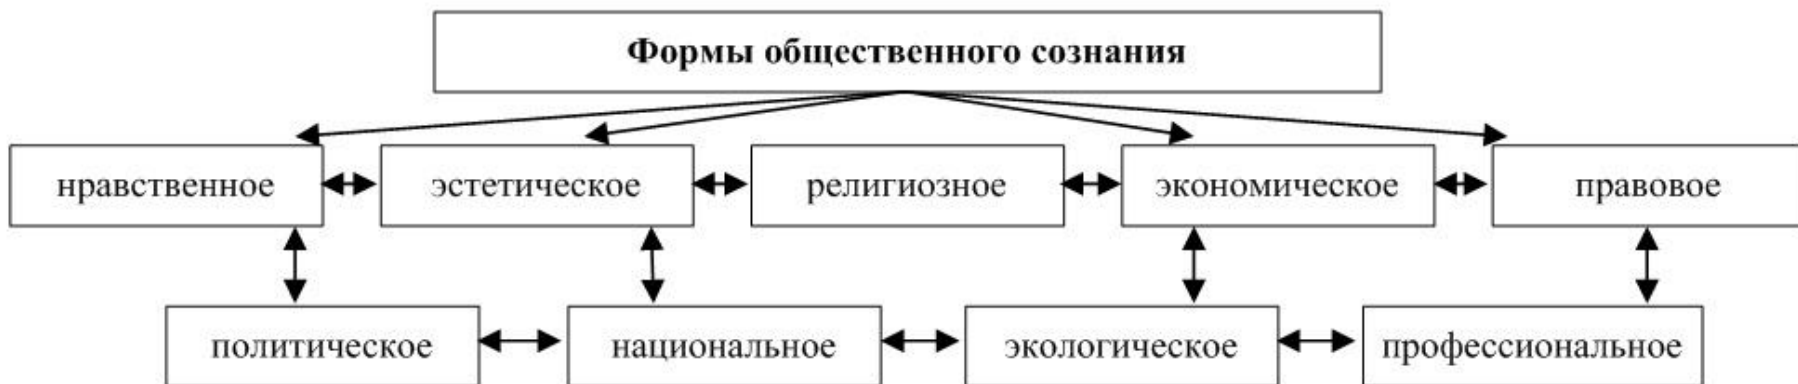 Формы общественного сознания
нравственное
эстетическое
религиозное
экономическое
правовое
политическое
национальное
экологическое
профессиональное